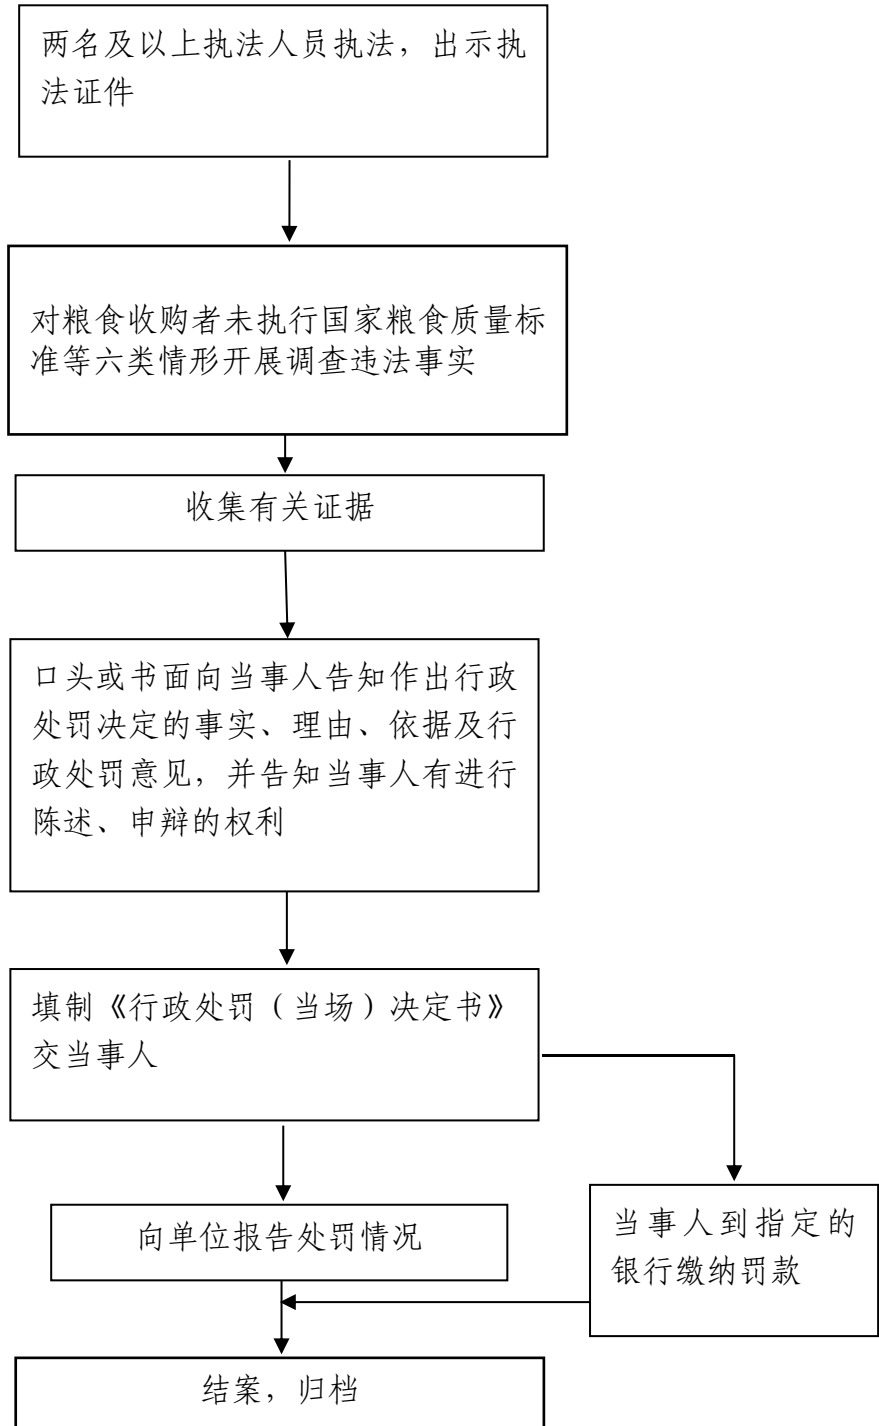 两名及以上执法人员执法，出示执
法证件
对粮食收购者未执行国家粮食质量标
准等六类情形开展调查违法事实
收集有关证据
口头或书面向当事人告知作出行政
处罚决定的事实、理由、依据及行
政处罚意见，并告知当事人有进行
陈述、申辩的权利
填制《行政处罚（当场）决定书》
交当事人
向单位报告处罚情况
当事人到指定的
银行缴纳罚款
结案，归档